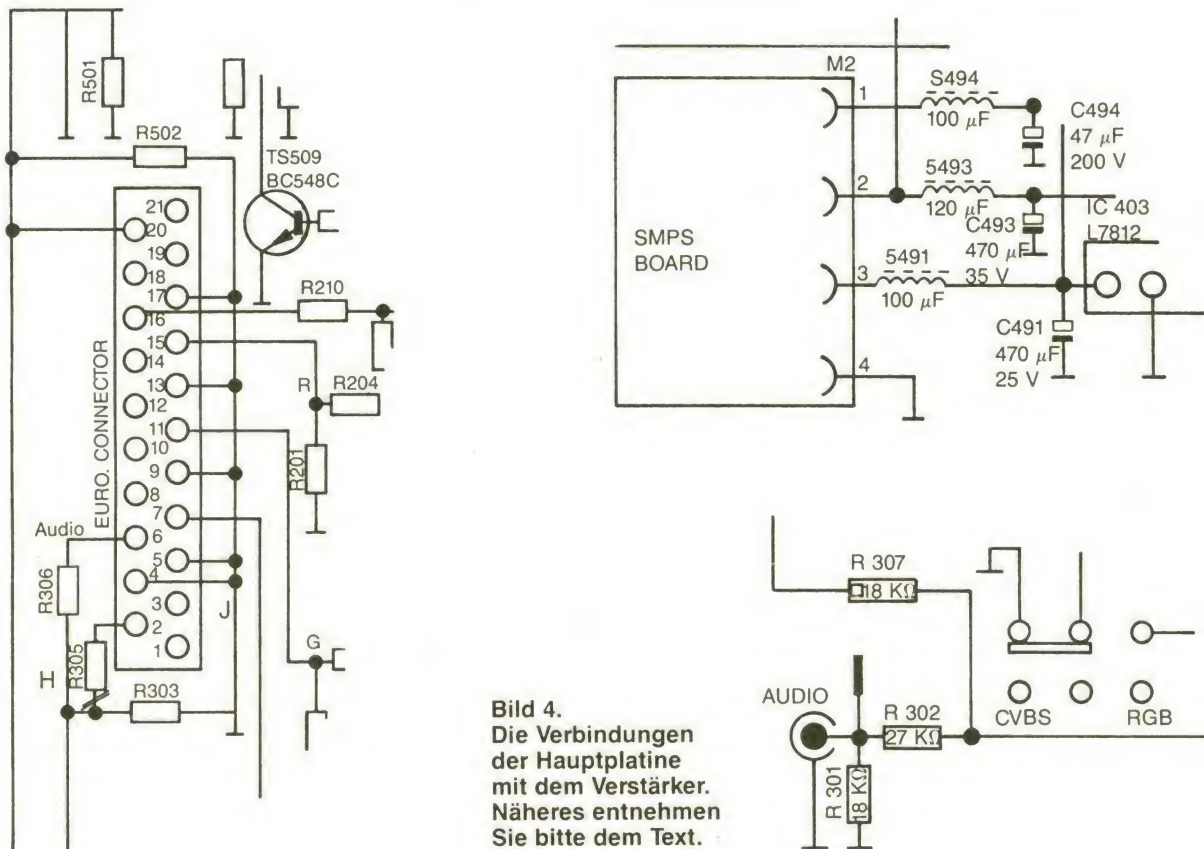 R501
R502
TS509
BC548C
21
20
19
18
17
16
15
14
13
12
11
10
9
8
7
6
5
4
3
2
1
EURO. CONNECTOR
R210
R
R204
R201
Audio
R306
J
H
R305
R303
G
M2
SMPS
BOARD
1
S494
100 μF
C494
47 μF
200 V
2
5493
120 μF
C493
470 μF
35 V
IC 403
L7812
3
5491
100 μF
C491
470 μF
25 V
4
R 307
18 KΩ
AUDIO
R 302
27 KΩ
R 301
18 KΩ
CVBS
RGB
Bild 4.
Die Verbindungen
der Hauptplatine
mit dem Verstärker.
Näheres entnehmen
Sie bitte dem Text.